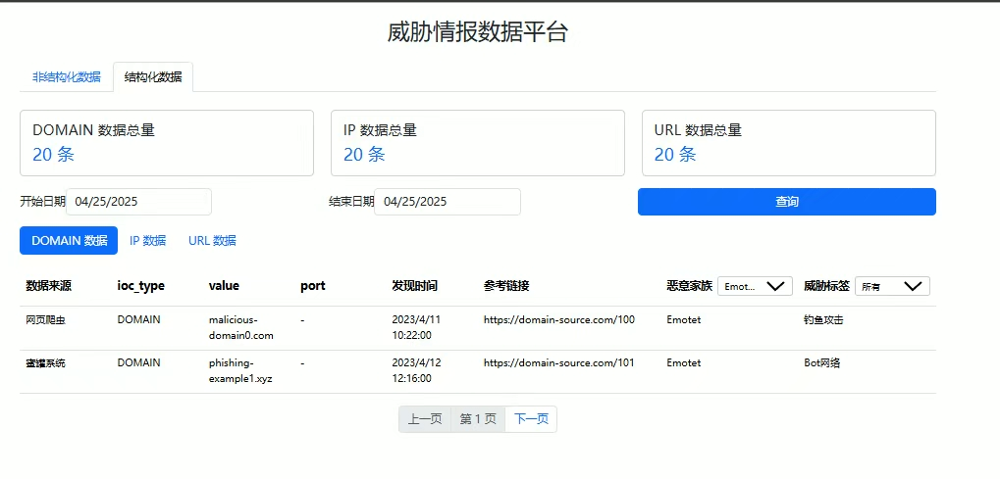 威胁情报数据平台
非结构化数据 结构化数据
DOMAIN 数据总量 IP 数据总量 URL 数据总量
20 条 20 条 20 条
开始日期 04/25/2025 结束日期 04/25/2025 查询
DOMAIN 数据 IP 数据 URL 数据
数据来源 ioc_type value port 发现时间 参考链接 恶意家族 Emot... 威胁标签 所有
网页爬虫 DOMAIN malicious- - 2023/4/11 https://domain-source.com/100 Emotet 钓鱼攻击
domain0.com 10:22:00
蜜罐系统 DOMAIN phishing- - 2023/4/12 https://domain-source.com/101 Emotet Bot网络
example1.xyz 12:16:00
上一页 第 1 页 下一页